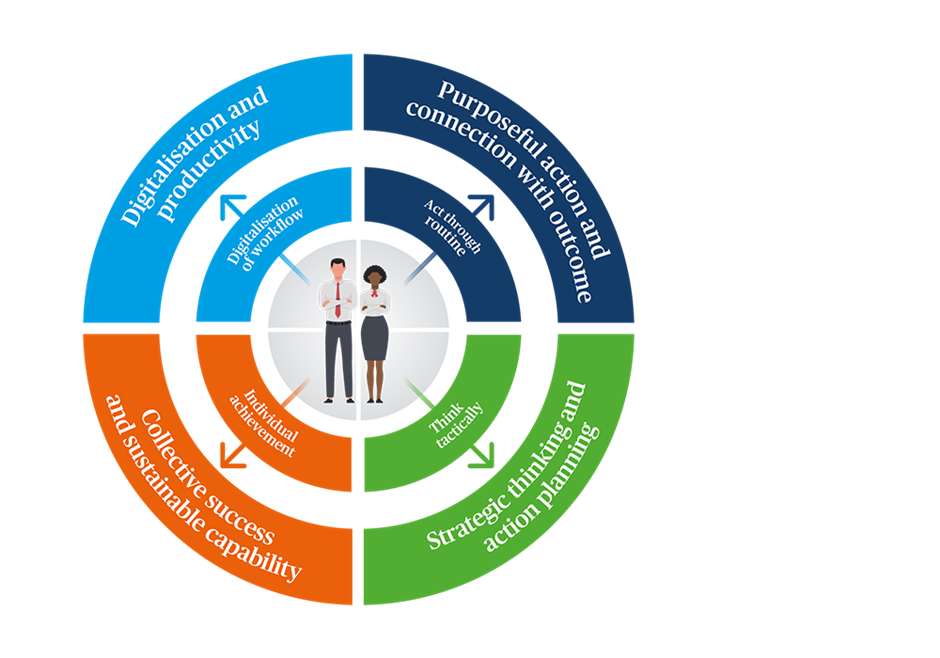 Digitalisation and
productivity
Purposeful action and
connection with outcome
Digitalisation
of workflow
Act through
routine
Individual
achievement
Think
tactically
Collective success
and sustainable capability
Strategic thinking and
action planning